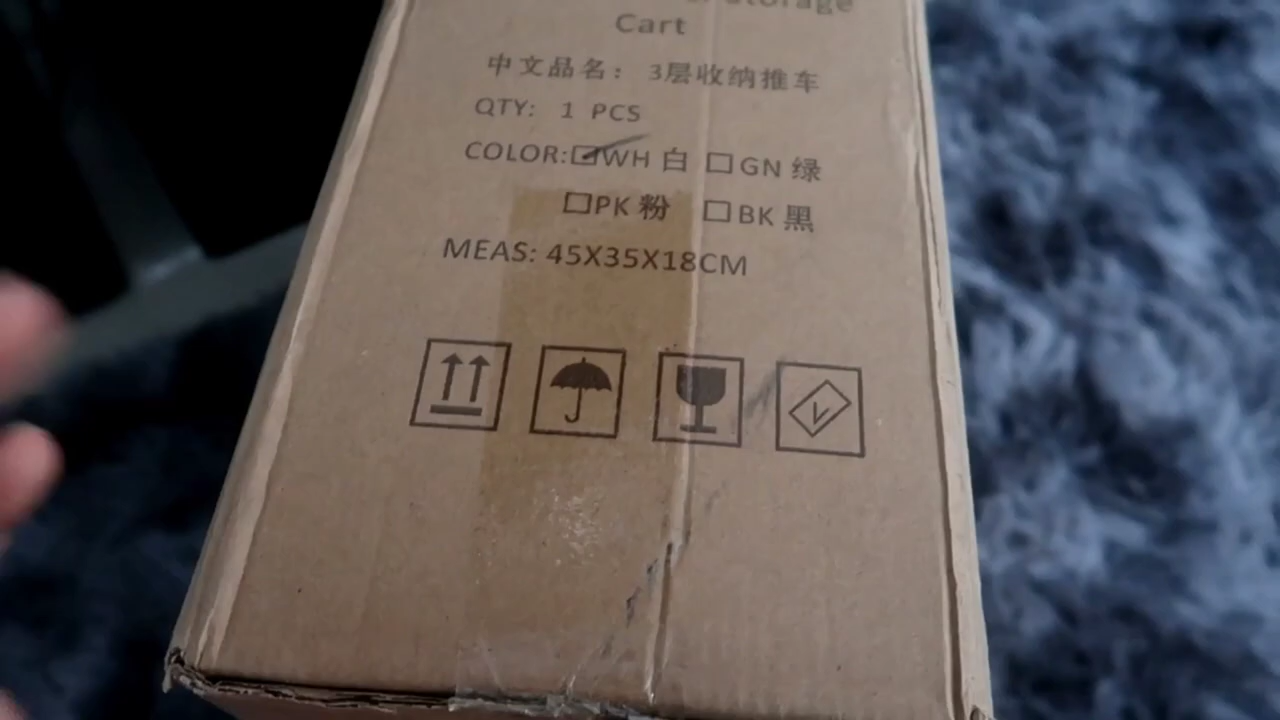 Storage
Cart
中文品名: 3层收纳推车
QTY: 1 PCS
COLOR:☑WH 白 □GN 绿
□PK 粉 □BK 黑
MEAS: 45X35X18CM